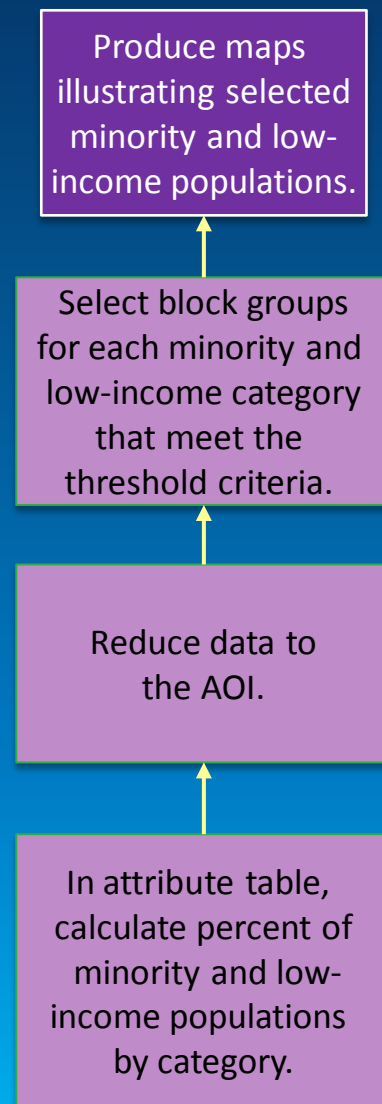 Produce maps
illustrating selected
minority and low-
income populations.
Select block groups
for each minority and
low-income category
that meet the
threshold criteria.
Reduce data to
the AOI.
In attribute table,
calculate percent of
minority and low-
income populations
by category.